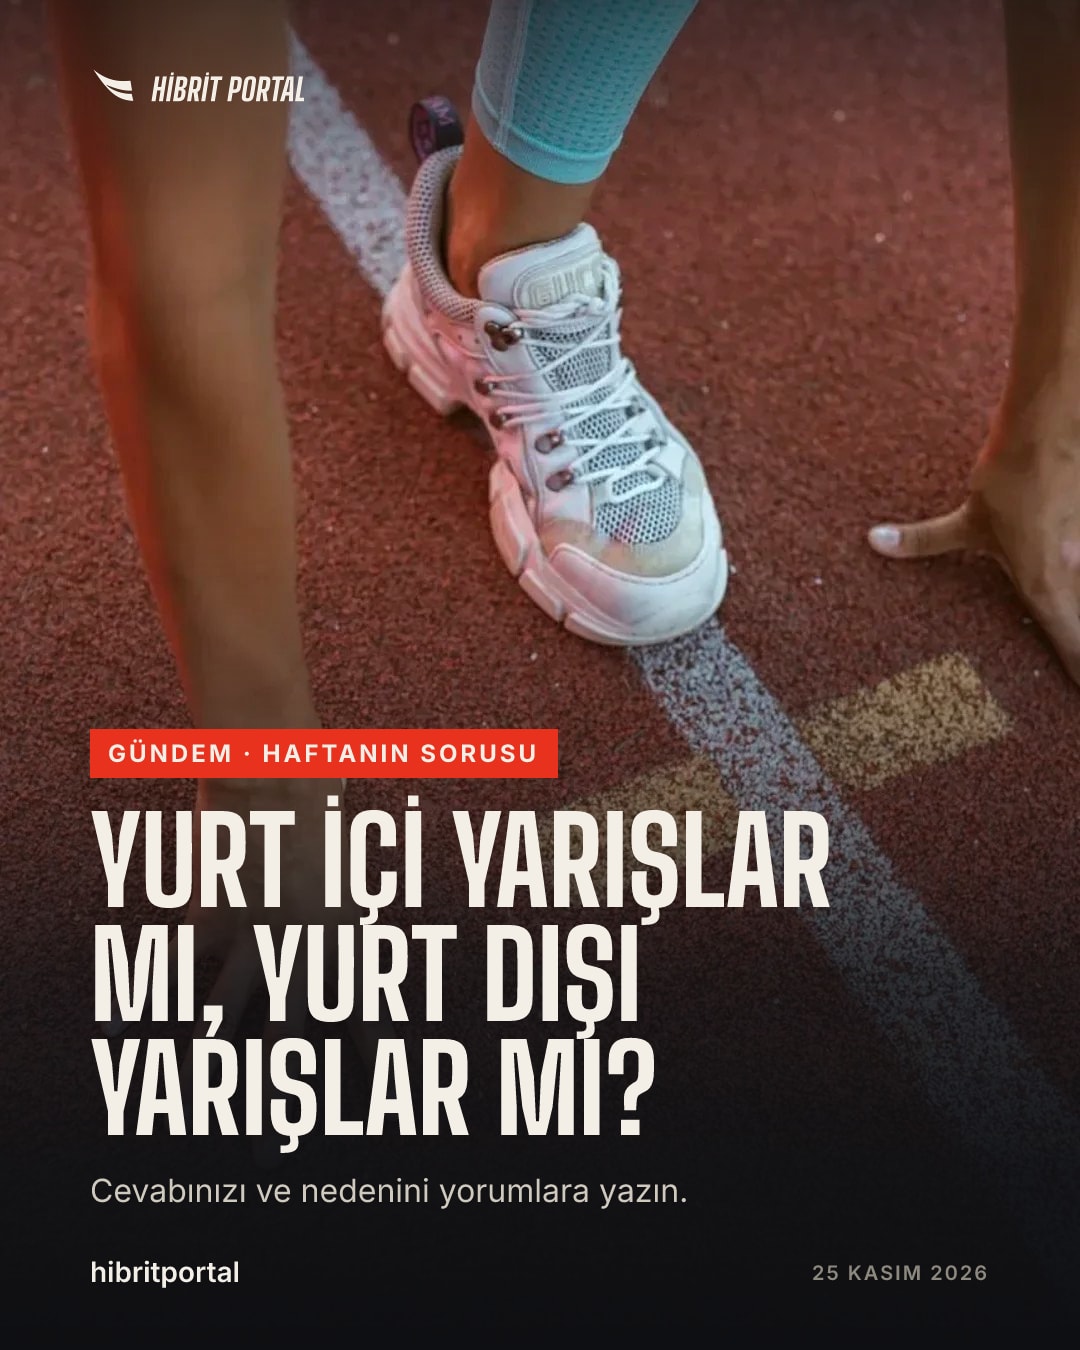 HİBRİT PORTAL
GÜNDEM · HAFTANIN SORUSU
YURT İÇİ YARIŞLAR
MI, YURT DIŞI
YARIŞLAR MI?
Cevabınızı ve nedenini yorumlara yazın.
hibritportal
25 KASIM 2026